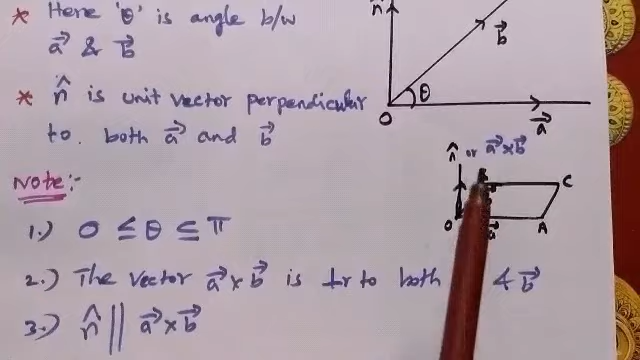 * Here 'θ' is angle b/w
a⃗ & b⃗
* n̂ is unit vector perpendicular
to both a⃗ and b⃗
Note:-
1.) 0 ≤ θ ≤ π
2.) The vector a⃗×b⃗ is ⊥r to both & b⃗
3.) n̂ || a⃗×b⃗
n̂
b⃗
θ
O
a⃗
n̂ or a⃗×b⃗
C
O
a⃗
A